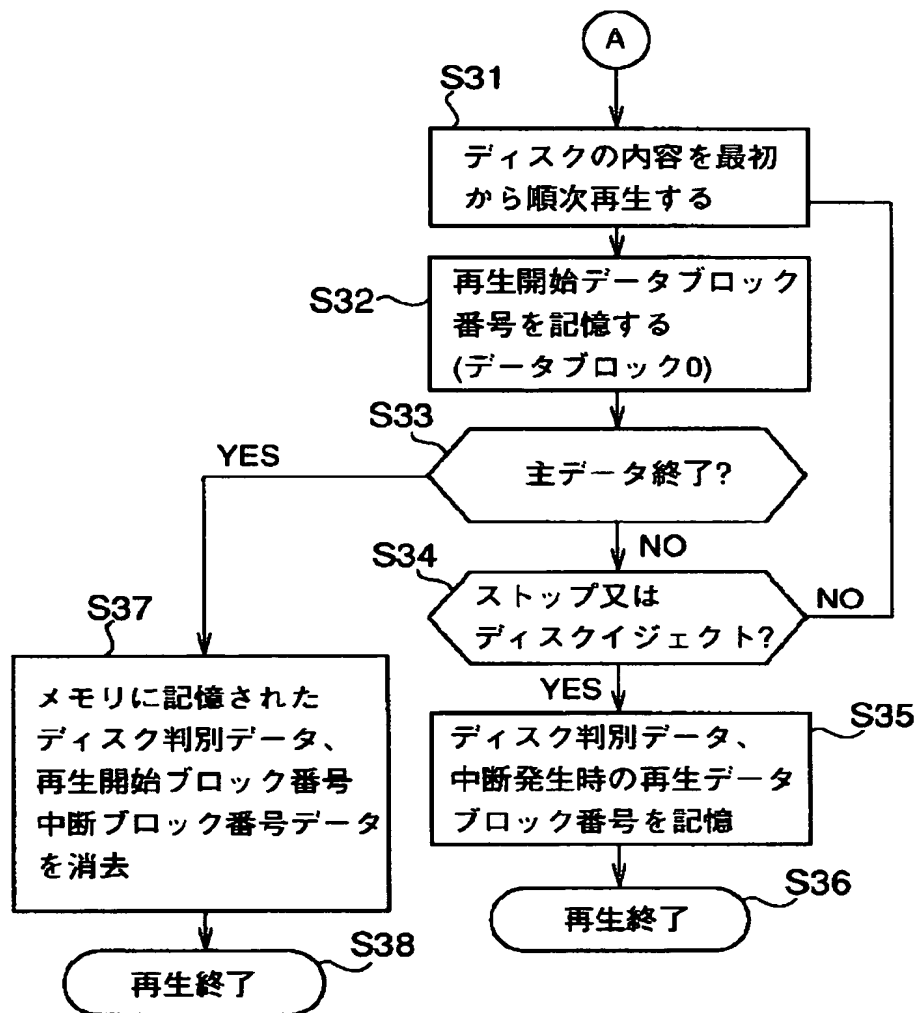 A
S31
ディスクの内容を最初
から順次再生する
S32
再生開始データブロック
番号を記憶する
(データブロック0)
S33
YES
主データ終了?
NO
S34
ストップ又は
ディスクイジェクト?
NO
YES
S37
メモリに記憶された
ディスク判別データ、
再生開始ブロック番号
中断ブロック番号データ
を消去
S35
ディスク判別データ、
中断発生時の再生データ
ブロック番号を記憶
S36
再生終了
S38
再生終了